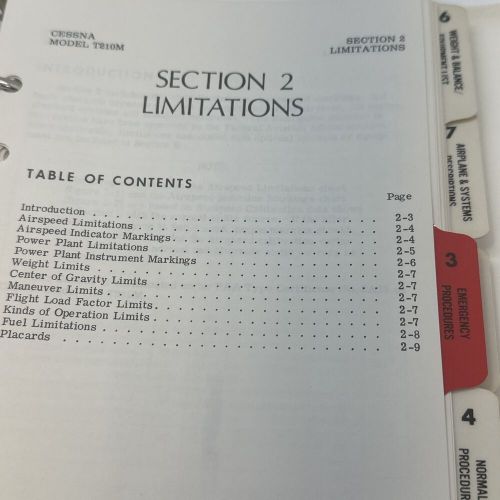 CESSNA
MODEL T210M
SECTION 2
LIMITATIONS
SECTION 2
LIMITATIONS
TABLE OF CONTENTS
Page
Introduction . . . . . . . . . . . . . . . . . . . . 2-3
Airspeed Limitations . . . . . . . . . . . . . . . . 2-4
Airspeed Indicator Markings . . . . . . . . . . . . . 2-4
Power Plant Limitations . . . . . . . . . . . . . . . 2-5
Power Plant Instrument Markings . . . . . . . . . . . 2-6
Weight Limits . . . . . . . . . . . . . . . . . . . . 2-7
Center of Gravity Limits . . . . . . . . . . . . . . 2-7
Maneuver Limits . . . . . . . . . . . . . . . . . . . 2-7
Flight Load Factor Limits . . . . . . . . . . . . . . 2-7
Kinds of Operation Limits . . . . . . . . . . . . . . 2-7
Fuel Limitations . . . . . . . . . . . . . . . . . . 2-8
Placards . . . . . . . . . . . . . . . . . . . . . . 2-9
6
WEIGHT & BALANCE/
EQUIPMENT LIST
7
AIRPLANE & SYSTEMS
DESCRIPTIONS
3
EMERGENCY
PROCEDURES
4